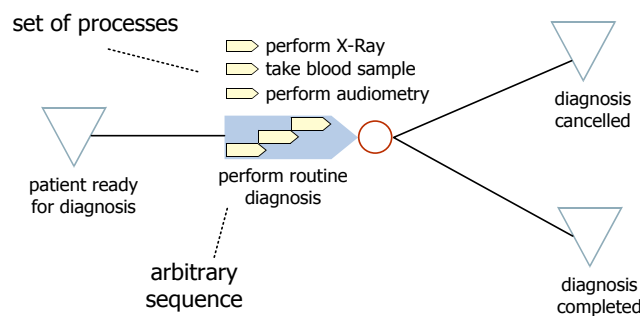 set of processes
perform X-Ray
take blood sample
perform audiometry
patient ready
for diagnosis
perform routine
diagnosis
diagnosis
cancelled
arbitrary
sequence
diagnosis
completed